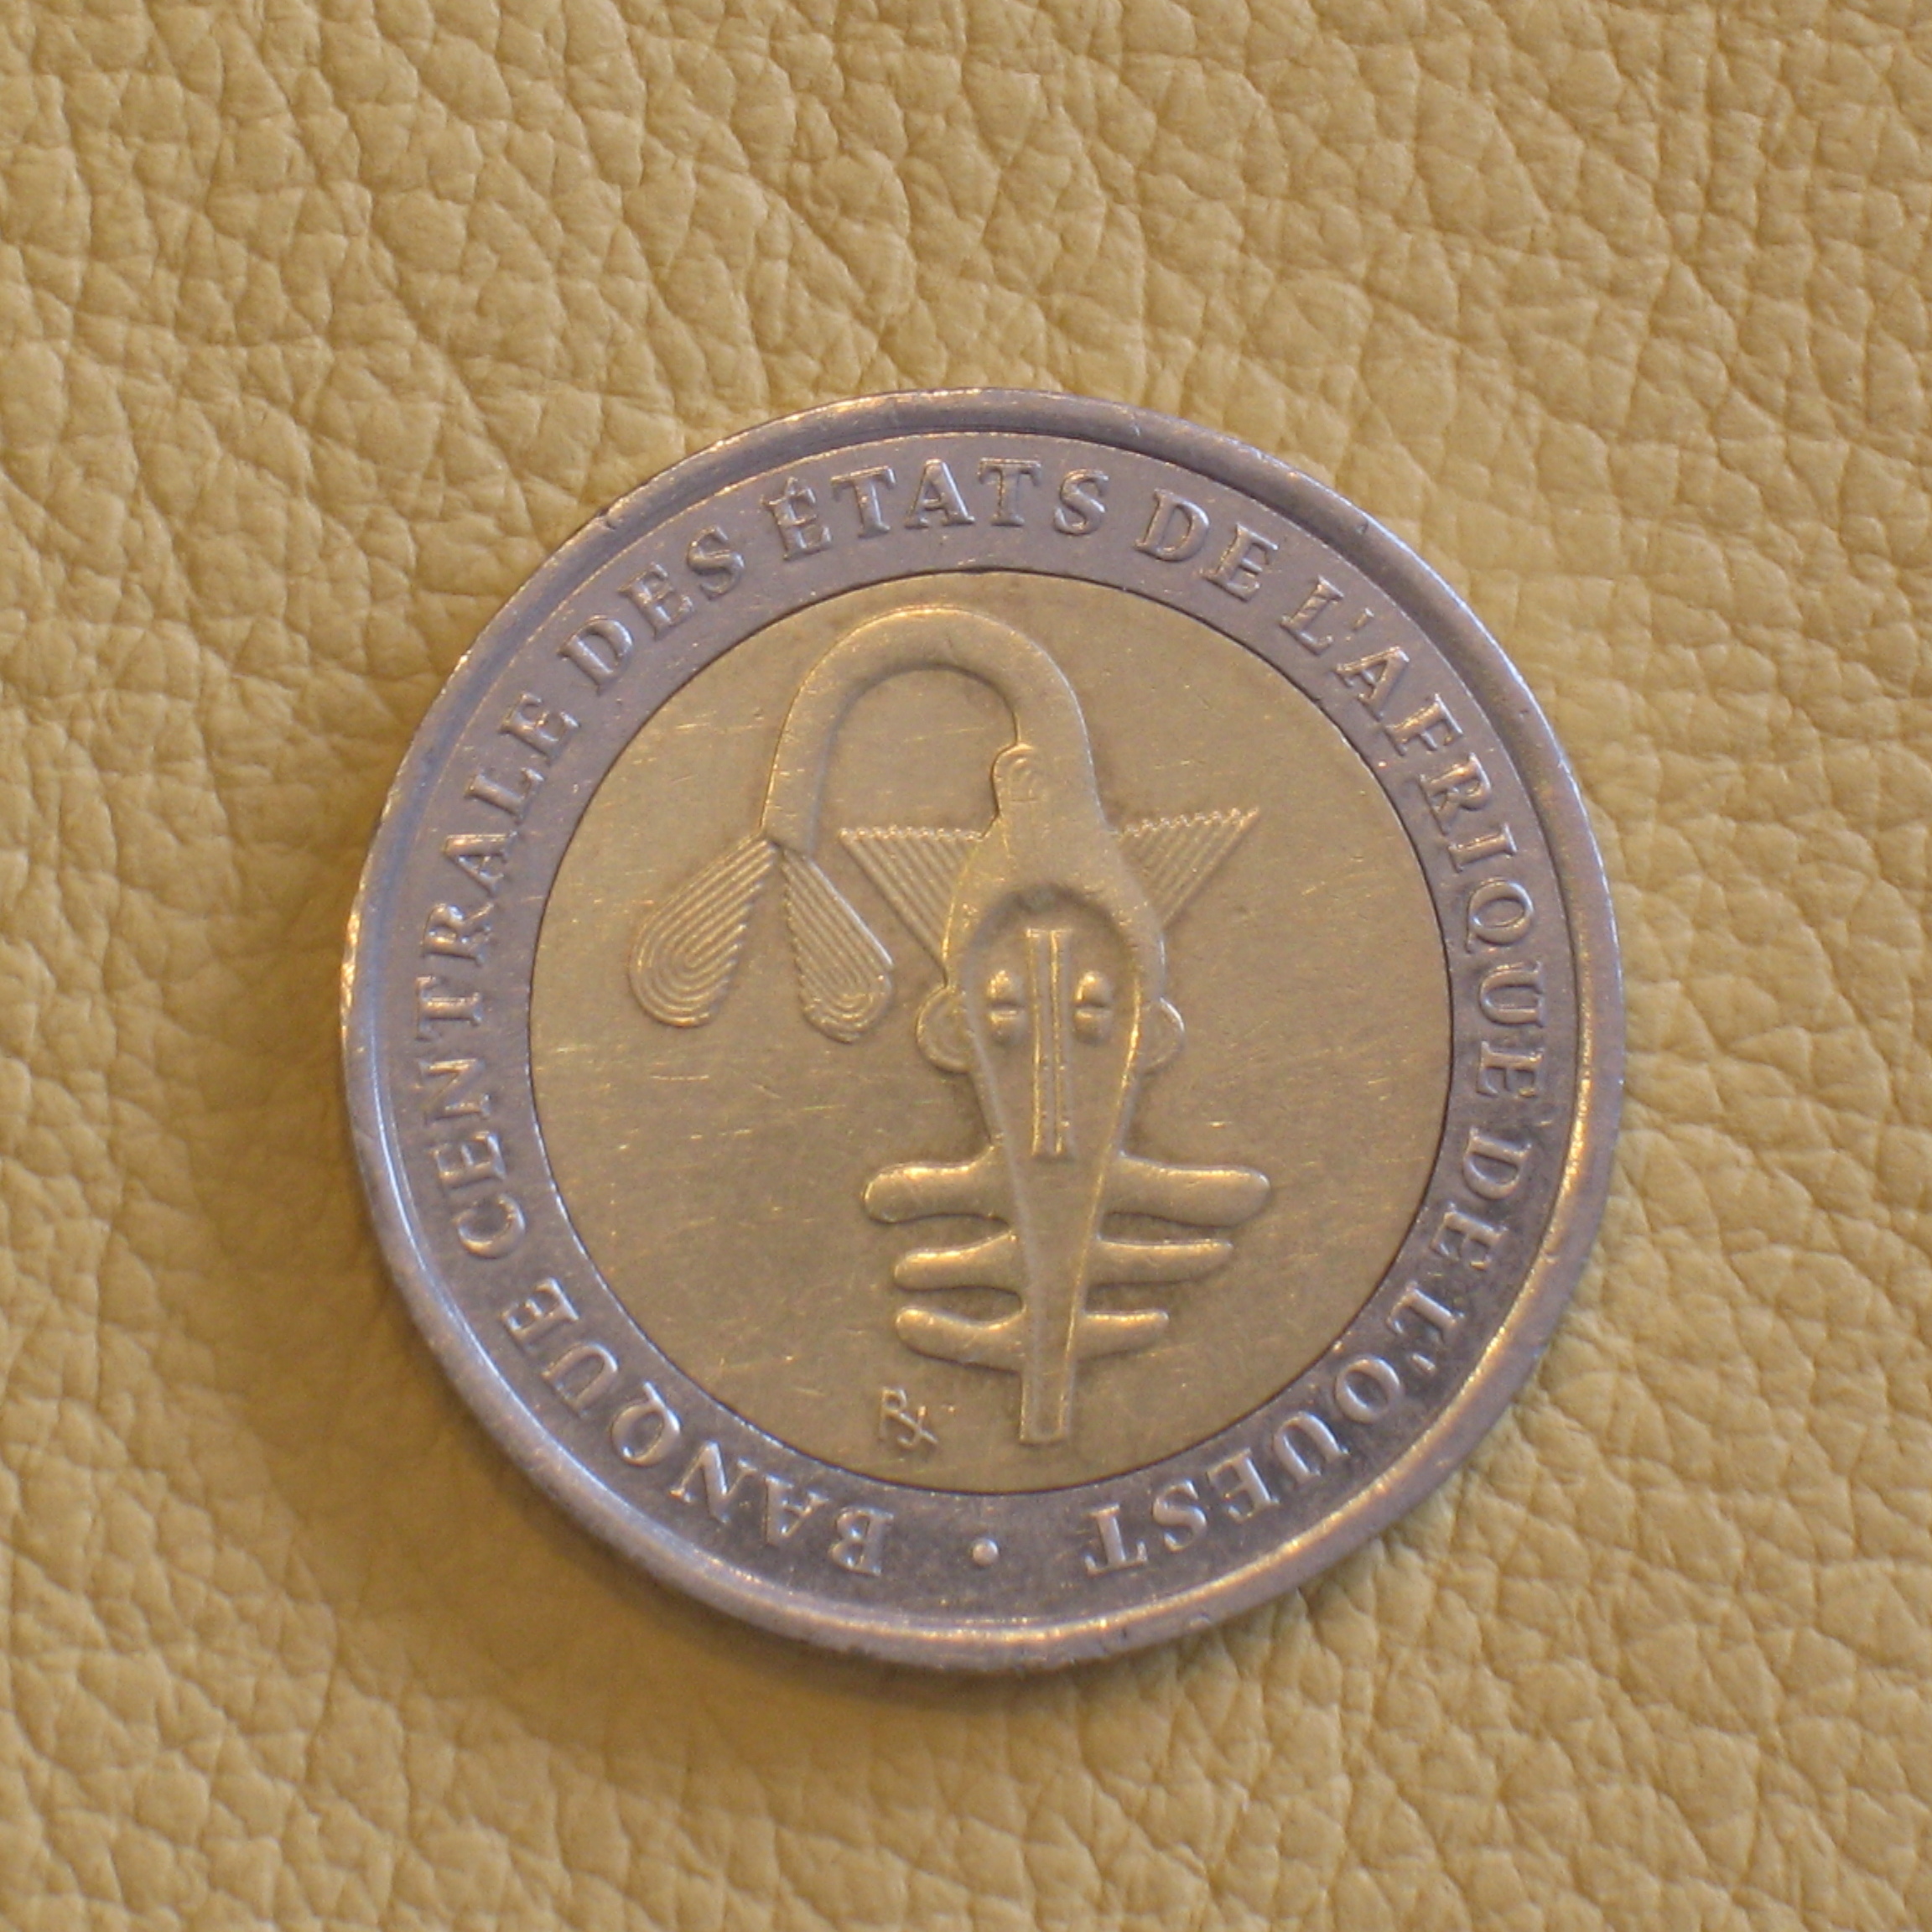 BANQUE CENTRALE DES ÉTATS DE L'AFRIQUE DE L'OUEST •